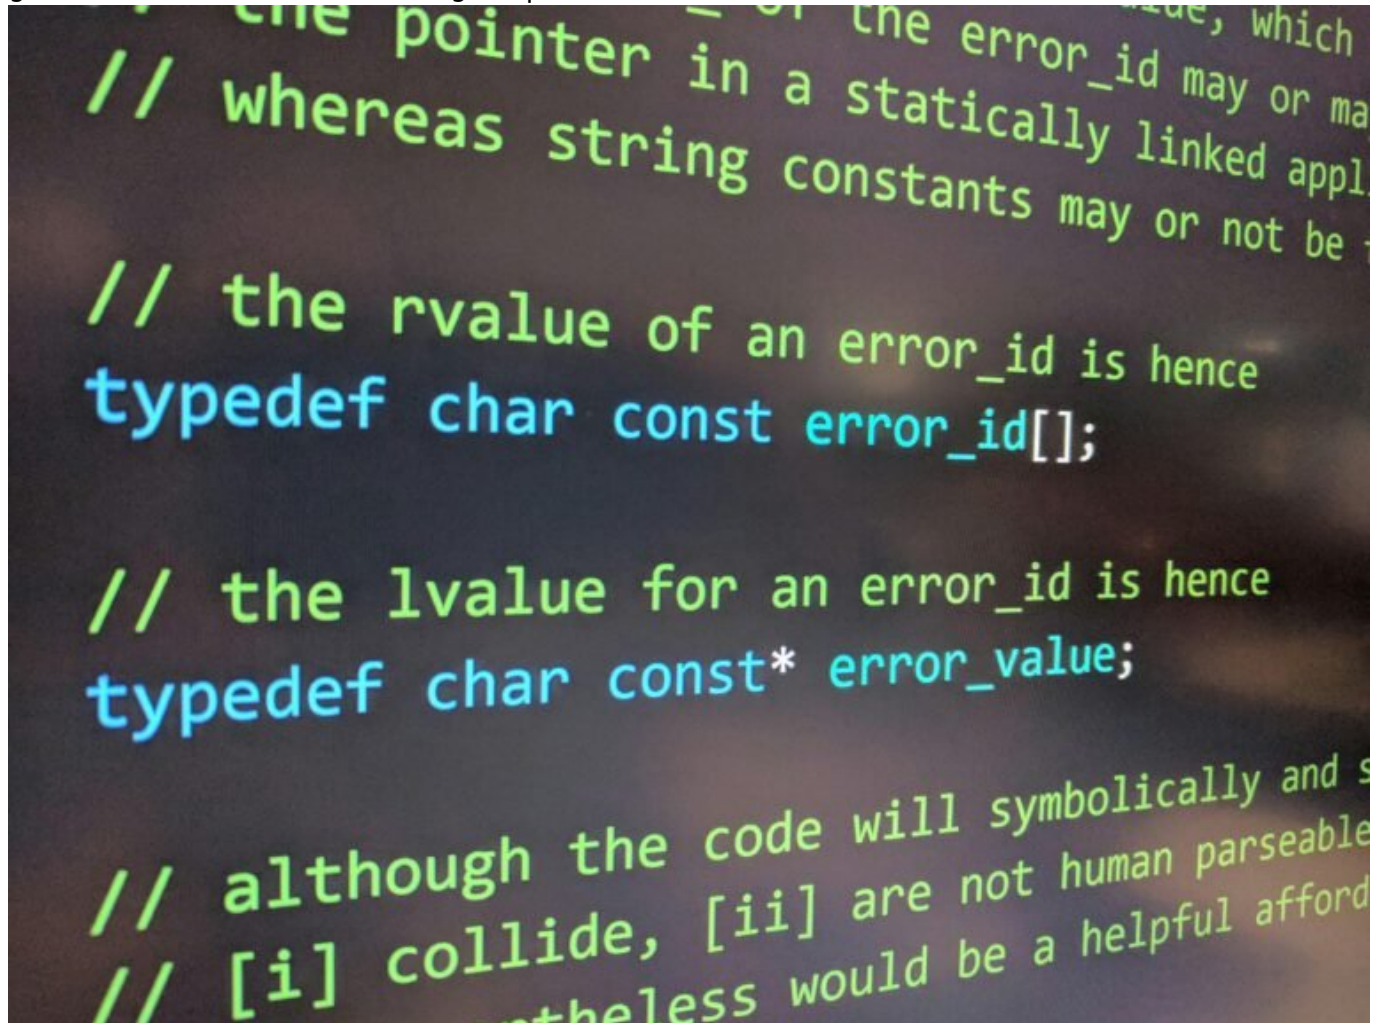 the pointer in a statically linked
// whereas string constants may or not be
// the rvalue of an error_id is hence
typedef char const error_id[];
// the lvalue for an error_id is hence
typedef char const* error_value;
// although the code will symbolically and
// [i] collide, [ii] are not human parseable
would be a helpful